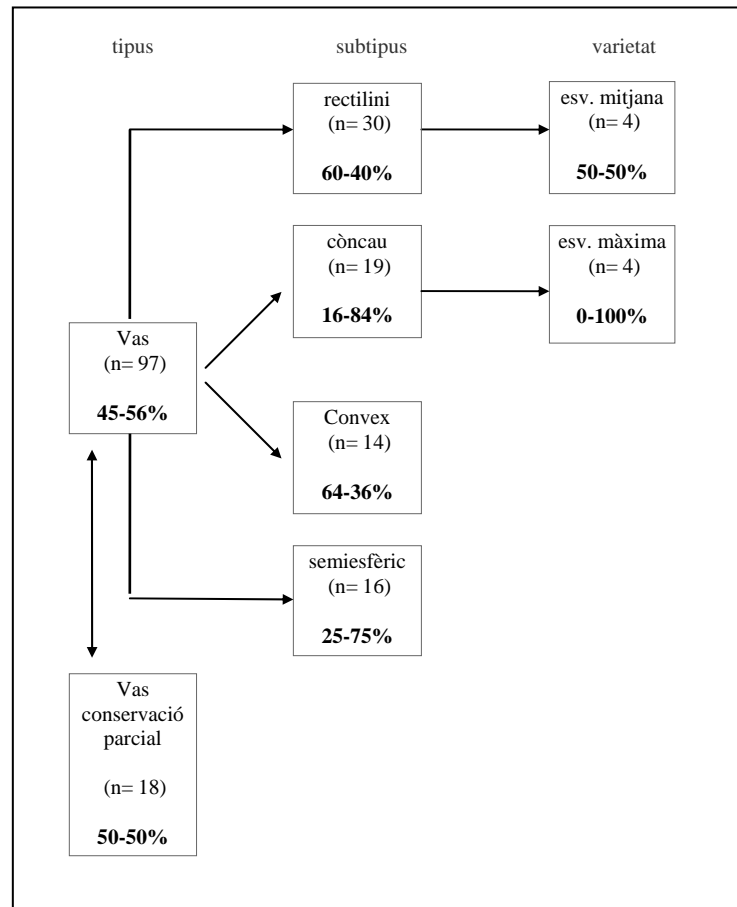 tipus
subtipus
varietat
rectilini
(n= 30)
60-40%
esv. mitjana
(n= 4)
50-50%
còncau
(n= 19)
16-84%
esv. màxima
(n= 4)
0-100%
Vas
(n= 97)
45-56%
Convex
(n= 14)
64-36%
semiesfèric
(n= 16)
25-75%
Vas
conservació
parcial
(n= 18)
50-50%